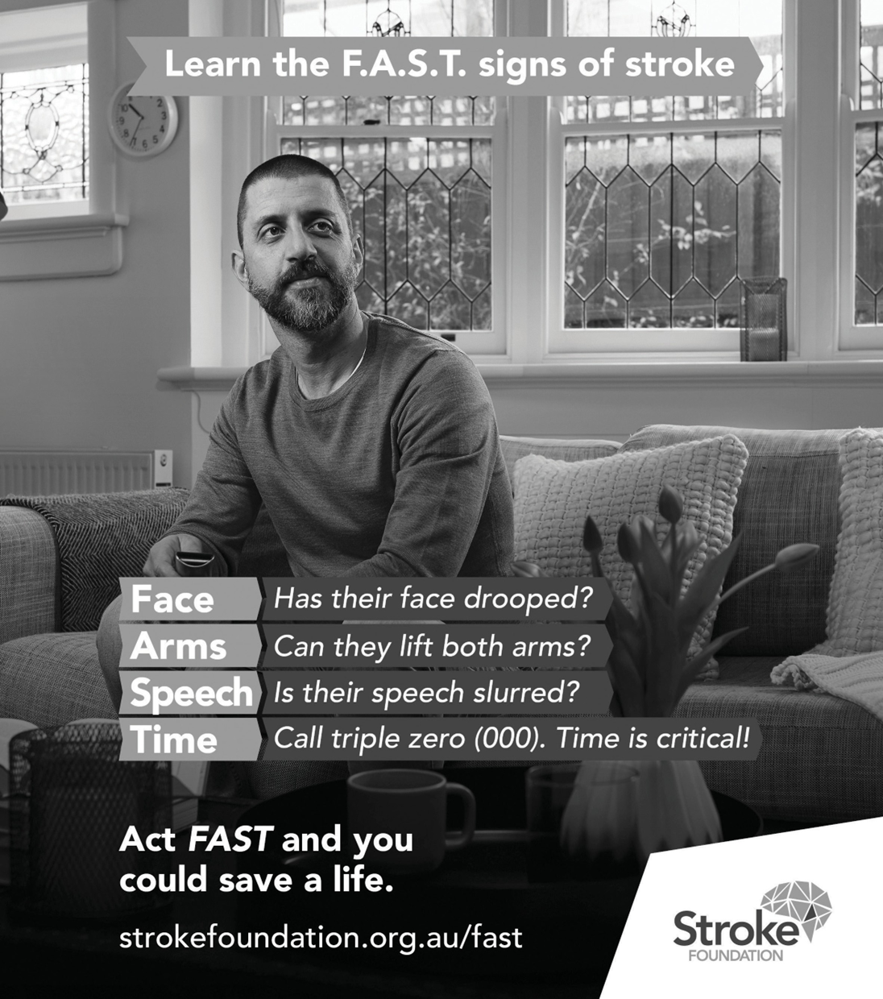 Learn the F.A.S.T. signs of stroke
Face Has their face drooped?
Arms Can they lift both arms?
Speech Is their speech slurred?
Time Call triple zero (000). Time is critical!
Act FAST and you
could save a life.
strokefoundation.org.au/fast
Stroke
FOUNDATION